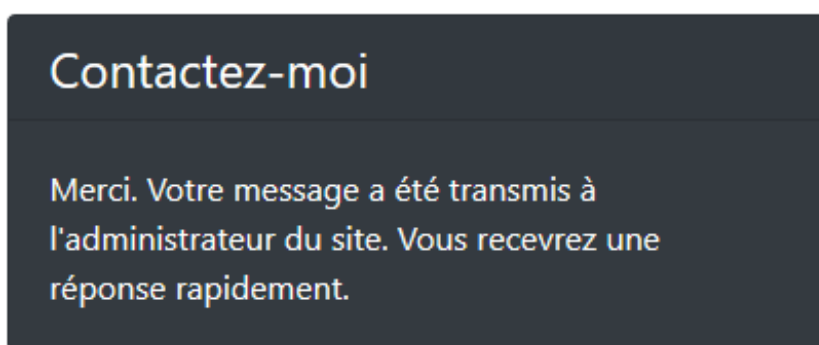 Contactez-moi
Merci. Votre message a été transmis à
l'administrateur du site. Vous recevrez une
réponse rapidement.